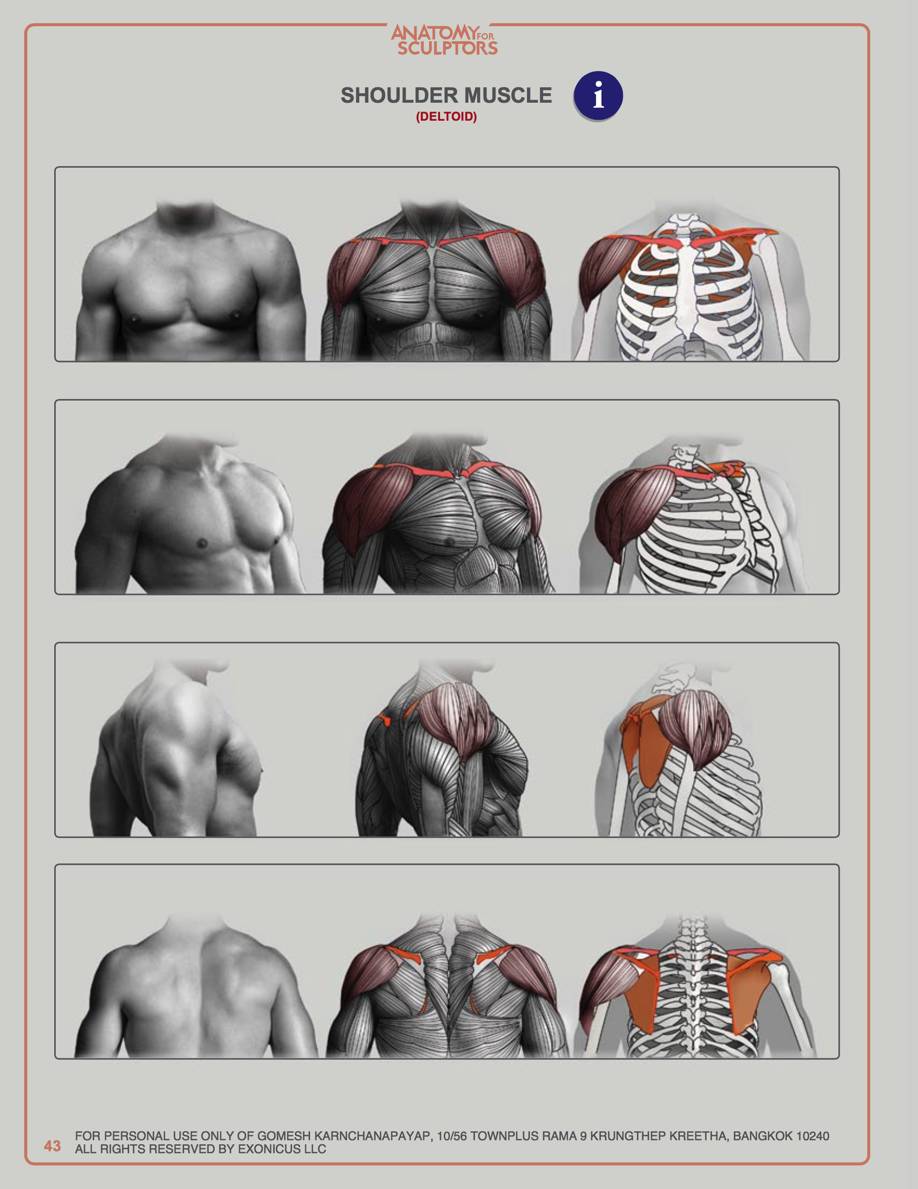 ANATOMY FOR
SCULPTORS
SHOULDER MUSCLE
i
(DELTOID)
43
FOR PERSONAL USE ONLY OF GOMESH KARNCHANAPAYAP, 10/56 TOWNPLUS RAMA 9 KRUNGTHEP KREETHA, BANGKOK 10240
ALL RIGHTS RESERVED BY EXONICUS LLC